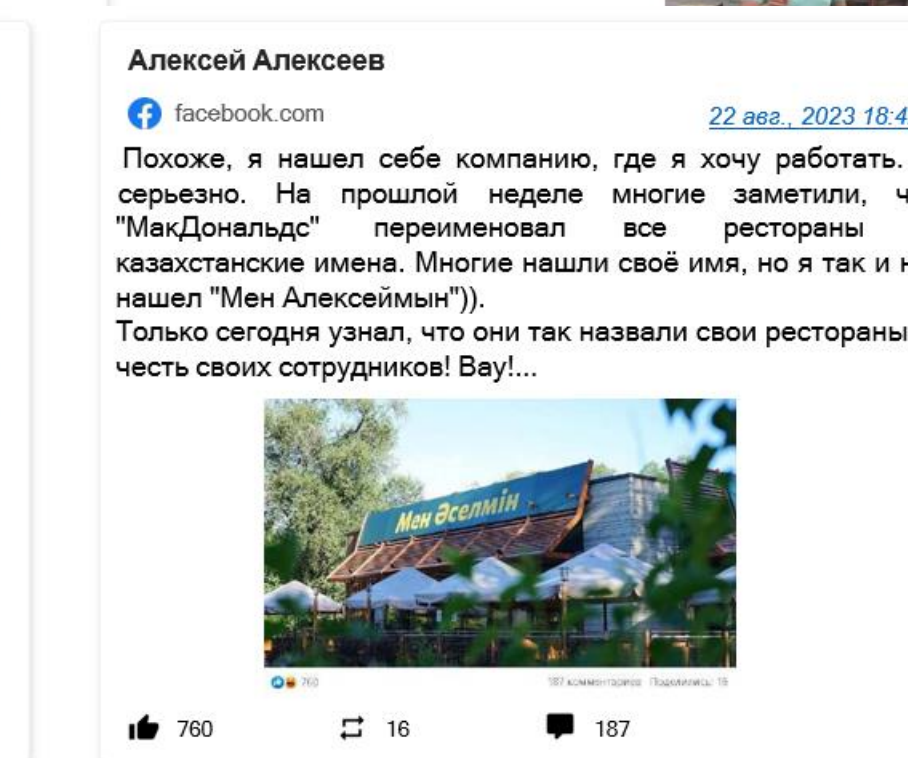 Алексей Алексеев
facebook.com
22 авг., 2023 18:4
Похоже, я нашел себе компанию, где я хочу работать.
серьезно. На прошлой неделе многие заметили, ч
"МакДональдс" переименовал все рестораны
казахстанские имена. Многие нашли своё имя, но я так и н
нашел "Мен Алексеймын")).
Только сегодня узнал, что они так назвали свои рестораны
честь своих сотрудников! Вау!...
Мен Әселмін
760
187 комментариев Поделились: 16
760 16 187